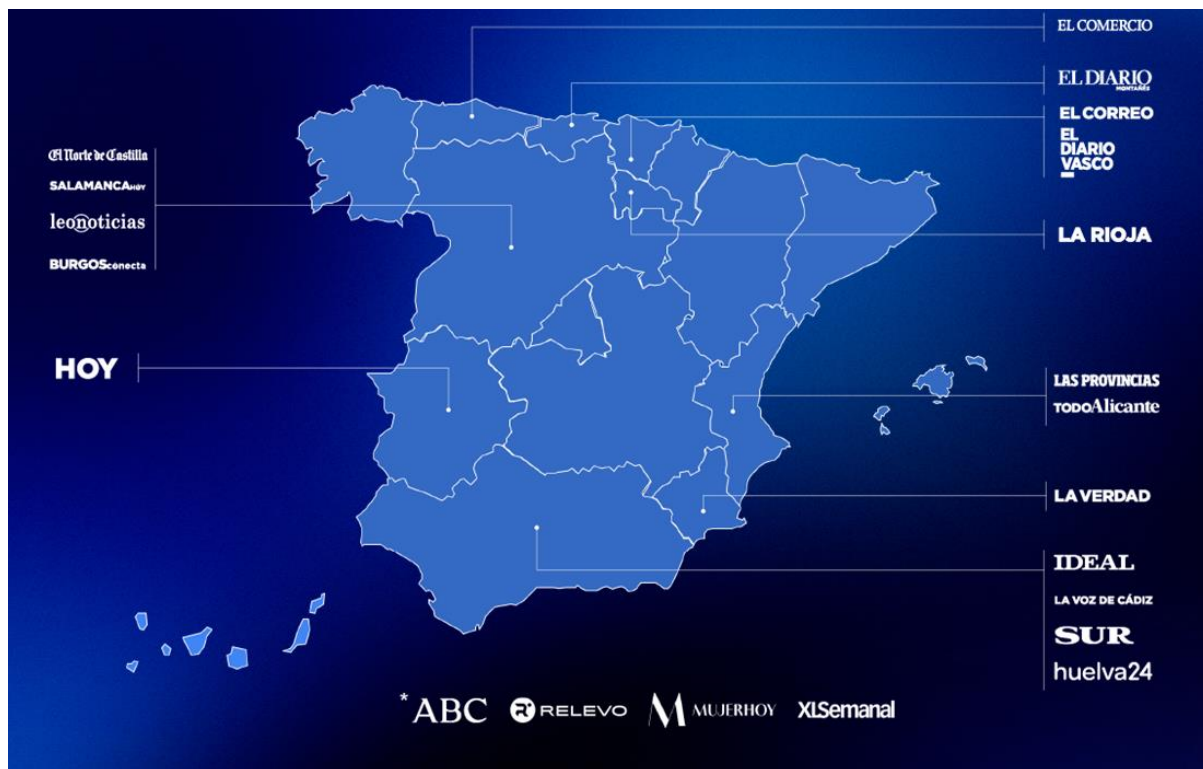 El Norte de Castilla
SALAMANCAHOY
leonoticias
BURGOSconecta
HOY
EL COMERCIO
EL DIARIO
MONTAÑÉS
EL CORREO
EL
DIARIO
VASCO
LA RIOJA
LAS PROVINCIAS
TODOAlicante
LA VERDAD
IDEAL
LA VOZ DE CÁDIZ
SUR
huelva24
*ABC
R RELEVO
M MUJERHOY
XLSemanal